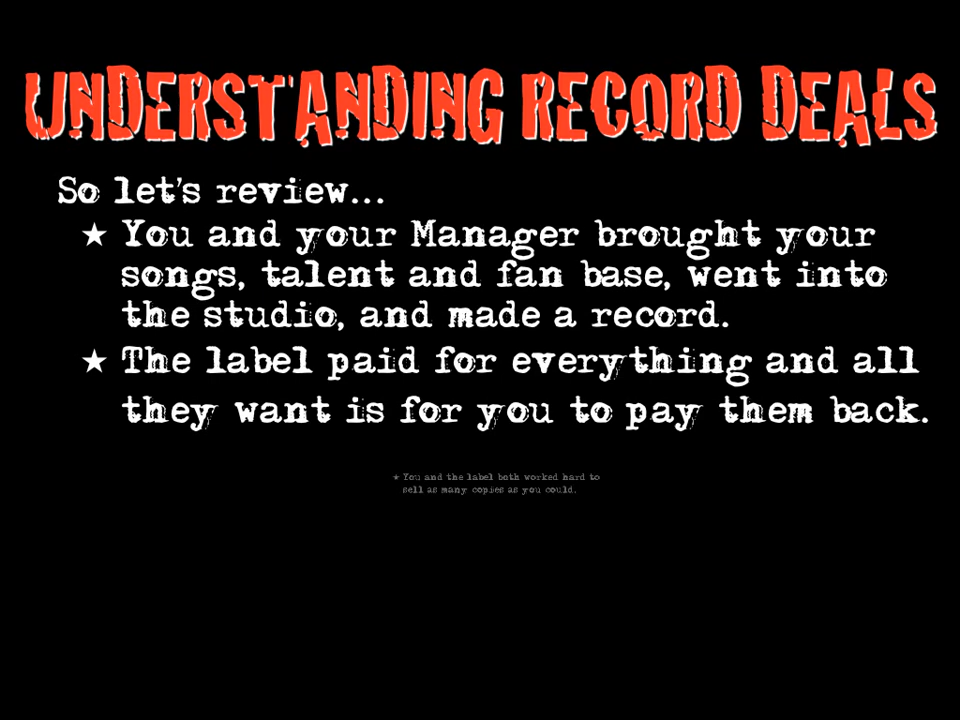 UNDERSTANDING RECORD DEALS
So let's review...
★ You and your Manager brought your
songs, talent and fan base, went into
the studio, and made a record.
★ The label paid for everything and all
they want is for you to pay them back.
★ You and the label both worked hard to
sell as many copies as you could.